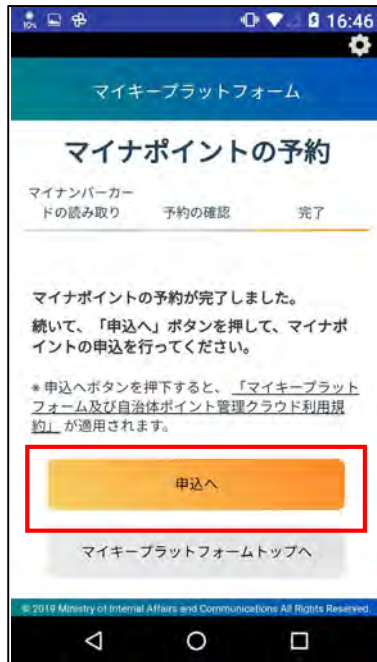 10%
16:46
マイキープラットフォーム
マイナポイントの予約
マイナンバーカー
ドの読み取り
予約の確認
完了
マイナポイントの予約が完了しました。
続いて、「申込へ」ボタンを押して、マイナポ
イントの申込を行ってください。
* 申込へボタンを押下すると、「マイキープラット
フォーム及び自治体ポイント管理クラウド利用規
約」が適用されます。
申込へ
マイキープラットフォームトップへ
© 2019 Ministry of Internal Affairs and Communications All Rights Reserved.